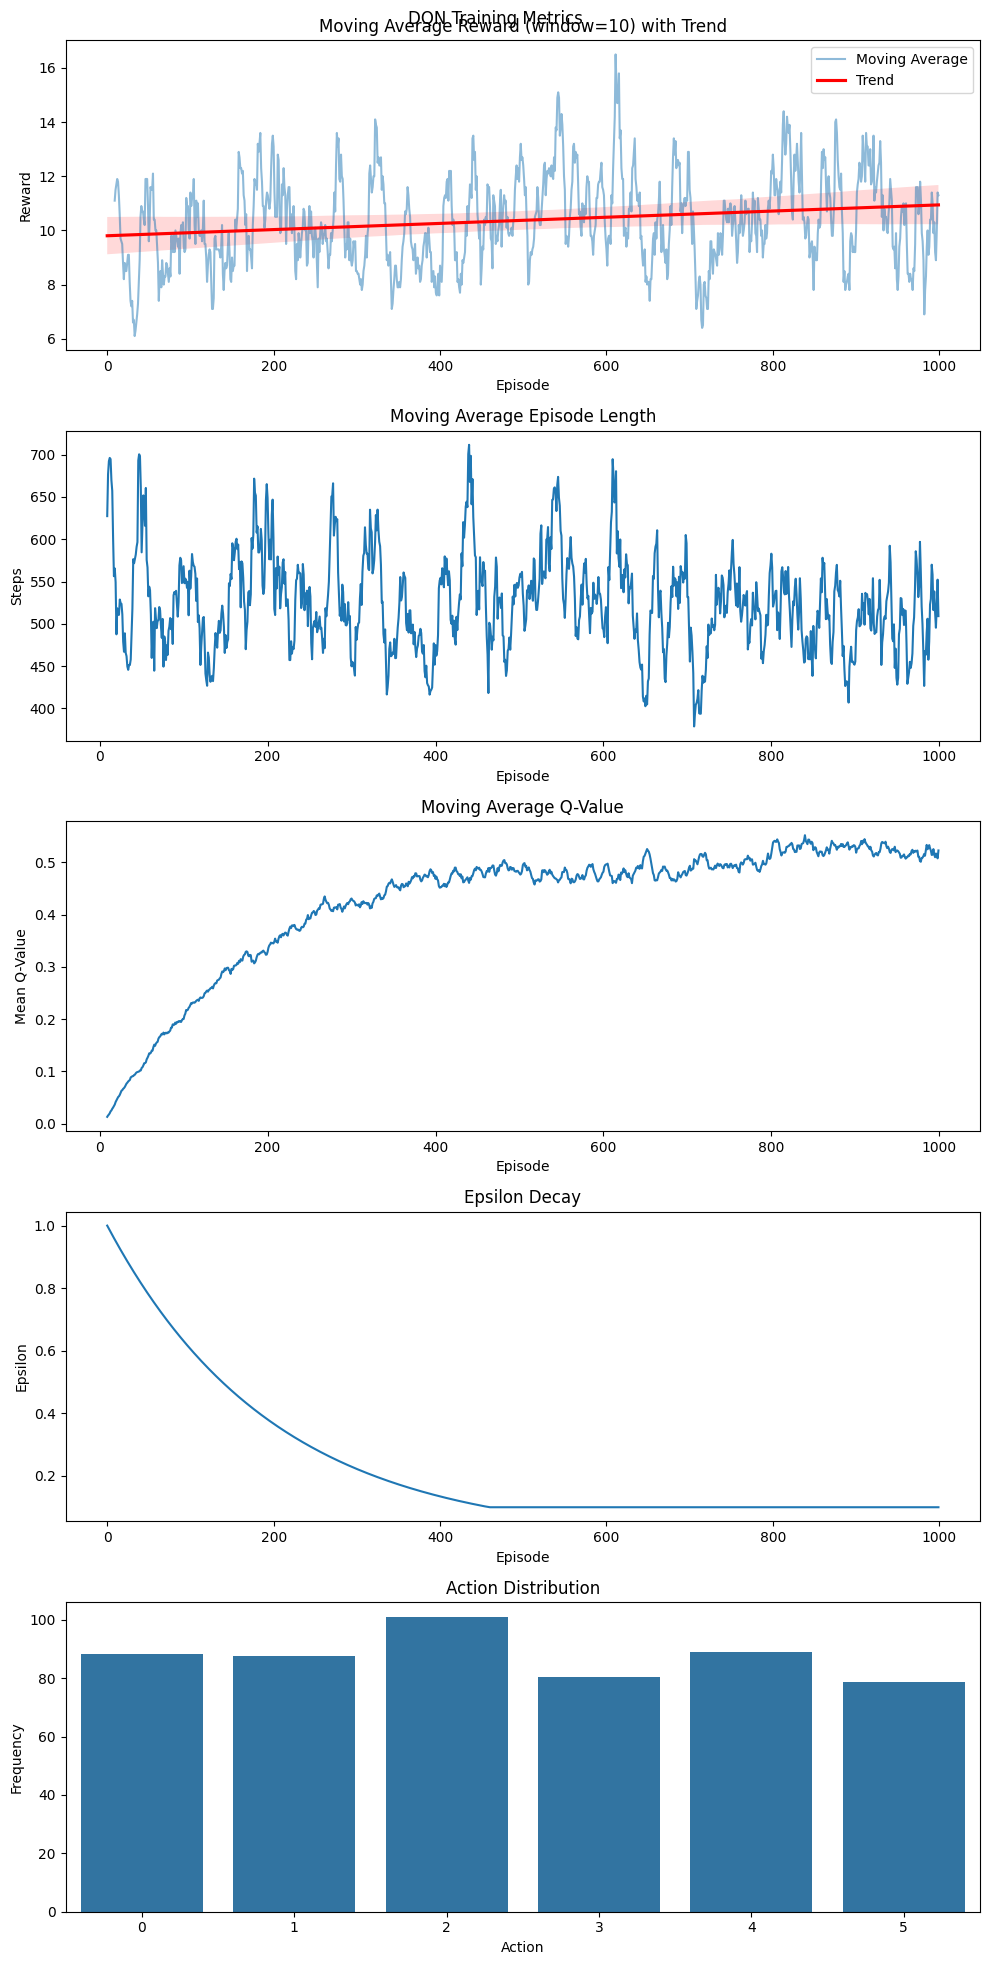 DQN Training Metrics
Moving Average Reward (window=10) with Trend
Moving Average
Trend
Reward
16
14
12
10
8
6
0 200 400 600 800 1000
Episode
Moving Average Episode Length
Steps
700
650
600
550
500
450
400
0 200 400 600 800 1000
Episode
Moving Average Q-Value
Mean Q-Value
0.5
0.4
0.3
0.2
0.1
0.0
0 200 400 600 800 1000
Episode
Epsilon Decay
Epsilon
1.0
0.8
0.6
0.4
0.2
0 200 400 600 800 1000
Episode
Action Distribution
Frequency
100
80
60
40
20
0
0 1 2 3 4 5
Action